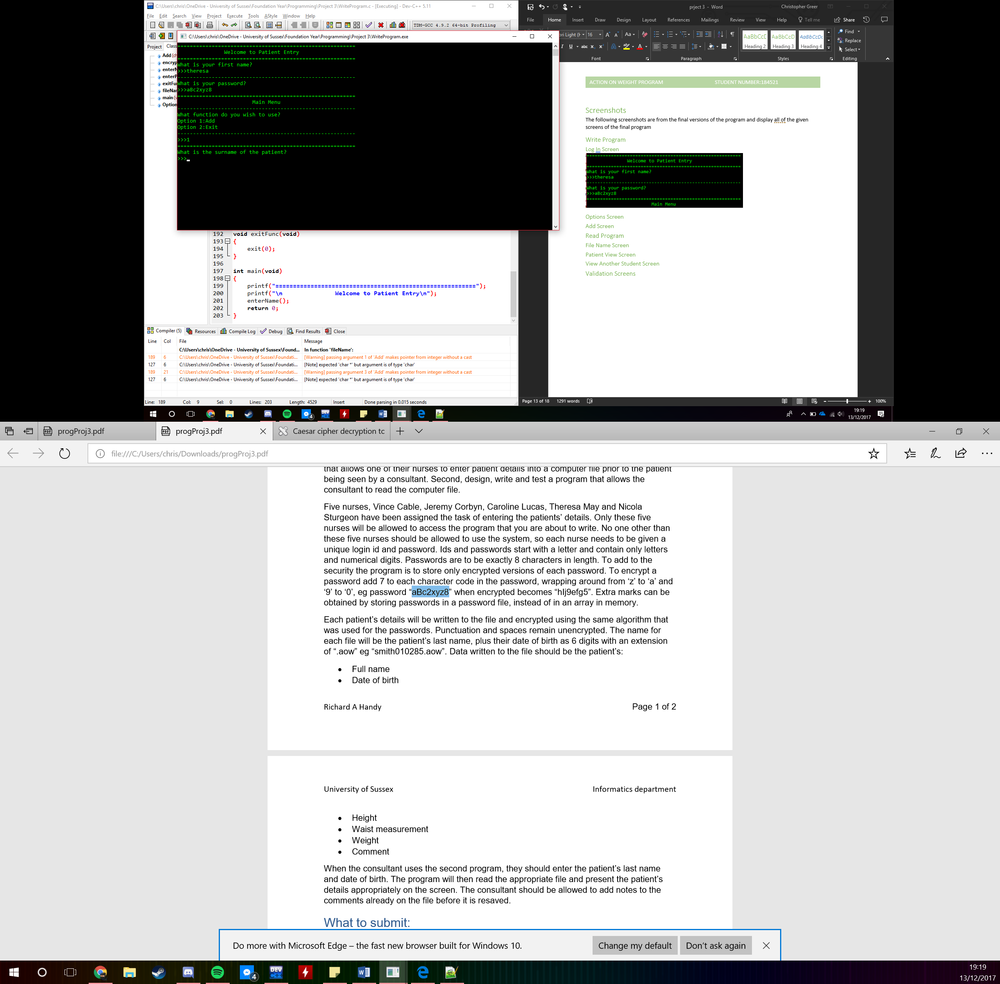 C:\Users\chris\OneDrive - University of Sussex\Foundation Year\Programming\Project 3\WriteProgram.c - [Executing] - Dev-C++ 5.11
File Edit Search View Project Execute Tools AStyle Window Help
TDM-GCC 4.9.2 64-bit Profiling
C:\Users\chris\OneDrive - University of Sussex\Foundation Year\Programming\Project 3\WriteProgram.exe
Project Class
Add (ch
encryp
enterN
enterP
exitFu
fileNar
main (v
Option
=========================================================
Welcome to Patient Entry
=========================================================
What is your first name?
>>>theresa
---------------------------------------------------------
What is your password?
>>>aBc2xyz8
=========================================================
Main Menu
---------------------------------------------------------
What function do you wish to use?
Option 1:Add
Option 2:Exit
---------------------------------------------------------
>>>1
=========================================================
What is the surname of the patient?
>>>
192 void exitFunc(void)
193 {
194 exit(0);
195 }
196
197 int main(void)
198 {
199 printf("=========================================================");
200 printf("\n Welcome to Patient Entry\n");
201 enterName();
202 return 0;
203 }
Compiler (5) Resources Compile Log Debug Find Results Close
Line Col File Message
C:\Users\chris\OneDrive - University of Sussex\Found... In function 'fileName':
189 6 C:\Users\chris\OneDrive - University of Sussex\Foundati... [Warning] passing argument 1 of 'Add' makes pointer from integer without a cast
127 6 C:\Users\chris\OneDrive - University of Sussex\Foundati... [Note] expected 'char *' but argument is of type 'char'
189 21 C:\Users\chris\OneDrive - University of Sussex\Foundati... [Warning] passing argument 3 of 'Add' makes pointer from integer without a cast
127 6 C:\Users\chris\OneDrive - University of Sussex\Foundati... [Note] expected 'char *' but argument is of type 'char'
Line: 189 Col: 9 Sel: 0 Lines: 203 Length: 4529 Insert Done parsing in 0.015 seconds
prject 3 - Word Christopher Greer
File Home Insert Draw Design Layout References Mailings Review View Help Tell me Share
ori Light (H 16 Aa
I U abc x, x' A
AaBbCcE AaBbCcD AaBbCcDc
Heading 2 Heading 3 Heading 4
Find
Replace
Select
Font Paragraph Styles Editing
ACTION ON WEIGHT PROGRAM STUDENT NUMBER:184521
Screenshots
The following screenshots are from the final versions of the program and display all of the given
screens of the final program
Write Program
Log In Screen
Welcome to Patient Entry
What is your first name?
>>>theresa
What is your password?
>>>aBc2xyz8
Main Menu
Options Screen
Add Screen
Read Program
File Name Screen
Patient View Screen
View Another Student Screen
Validation Screens
Page 13 of 18 1291 words 100%
4 DEV C++
19:19
13/12/2017
progProj3.pdf progProj3.pdf Caesar cipher decryption tc
file:///C:/Users/chris/Downloads/progProj3.pdf
that allows one of their nurses to enter patient details into a computer file prior to the patient
being seen by a consultant. Second, design, write and test a program that allows the
consultant to read the computer file.
Five nurses, Vince Cable, Jeremy Corbyn, Caroline Lucas, Theresa May and Nicola
Sturgeon have been assigned the task of entering the patients’ details. Only these five
nurses will be allowed to access the program that you are about to write. No one other than
these five nurses should be allowed to use the system, so each nurse needs to be given a
unique login id and password. Ids and passwords start with a letter and contain only letters
and numerical digits. Passwords are to be exactly 8 characters in length. To add to the
security the program is to store only encrypted versions of each password. To encrypt a
password add 7 to each character code in the password, wrapping around from ‘z’ to ‘a’ and
‘9’ to ‘0’, eg password “aBc2xyz8” when encrypted becomes “hIj9efg5”. Extra marks can be
obtained by storing passwords in a password file, instead of in an array in memory.
Each patient’s details will be written to the file and encrypted using the same algorithm that
was used for the passwords. Punctuation and spaces remain unencrypted. The name for
each file will be the patient’s last name, plus their date of birth as 6 digits with an extension
of “.aow” eg “smith010285.aow”. Data written to the file should be the patient’s:
• Full name
• Date of birth
Richard A Handy Page 1 of 2
University of Sussex Informatics department
• Height
• Waist measurement
• Weight
• Comment
When the consultant uses the second program, they should enter the patient’s last name
and date of birth. The program will then read the appropriate file and present the patient’s
details appropriately on the screen. The consultant should be allowed to add notes to the
comments already on the file before it is resaved.
What to submit:
Do more with Microsoft Edge – the fast new browser built for Windows 10. Change my default Don’t ask again
4 DEV C++
19:19
13/12/2017